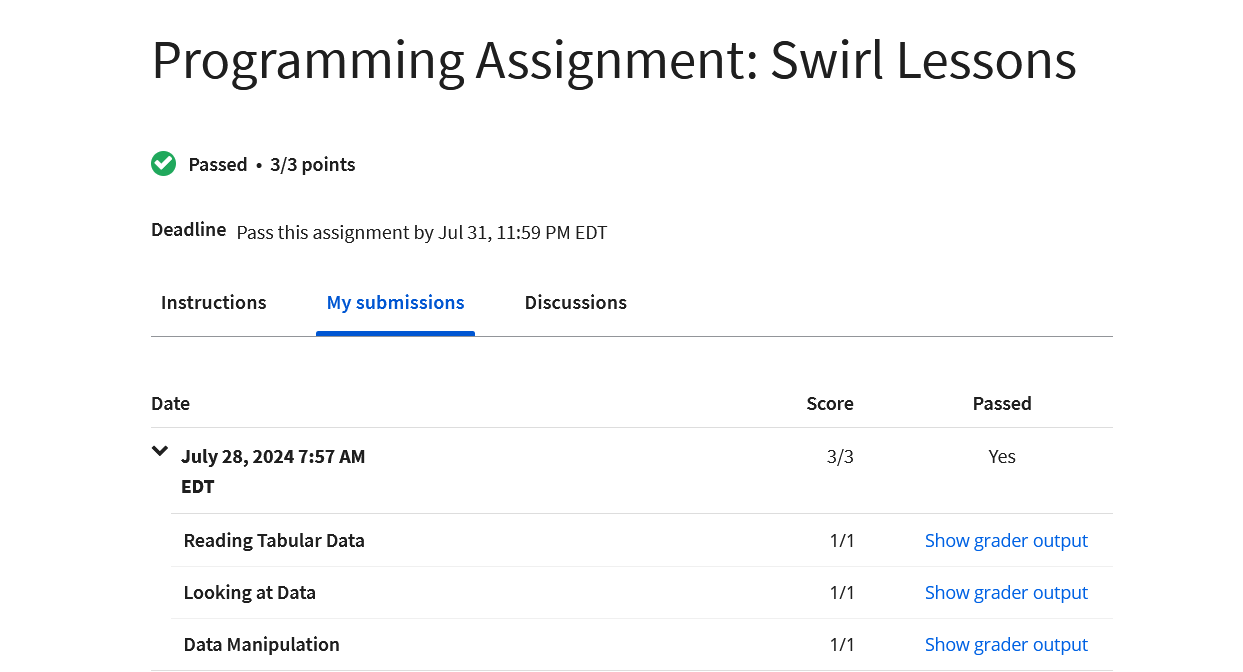 Programming Assignment: Swirl Lessons
Passed • 3/3 points
Deadline Pass this assignment by Jul 31, 11:59 PM EDT
Instructions My submissions Discussions
Date Score Passed
July 28, 2024 7:57 AM 3/3 Yes
EDT
Reading Tabular Data 1/1 Show grader output
Looking at Data 1/1 Show grader output
Data Manipulation 1/1 Show grader output